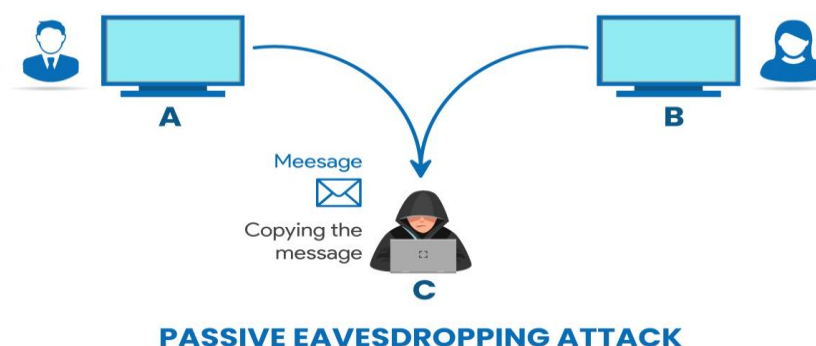 A
B
Meesage
Copying the
message
C
PASSIVE EAVESDROPPING ATTACK